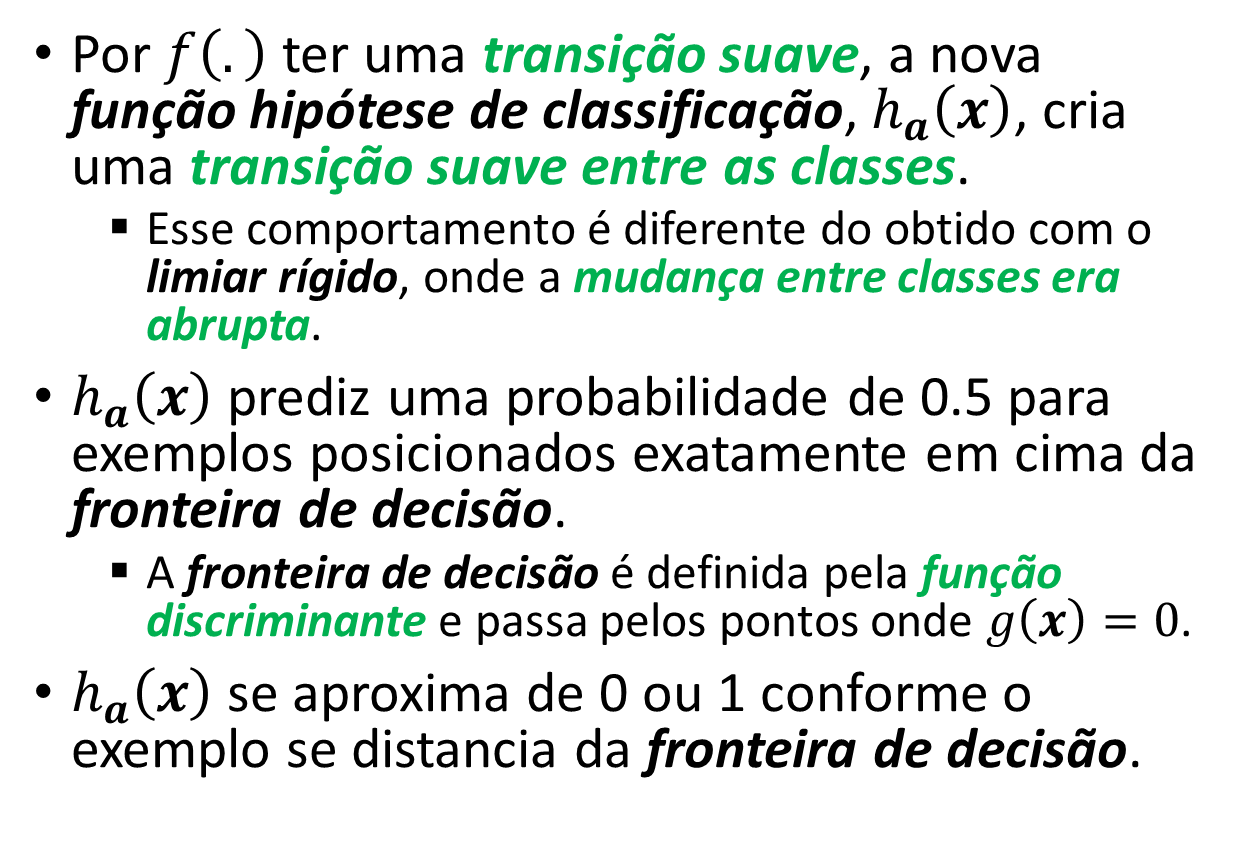 • Por f(.) ter uma transição suave, a nova
função hipótese de classificação, hₐ(x), cria
uma transição suave entre as classes.
▪ Esse comportamento é diferente do obtido com o
limiar rígido, onde a mudança entre classes era
abrupta.
• hₐ(x) prediz uma probabilidade de 0.5 para
exemplos posicionados exatamente em cima da
fronteira de decisão.
▪ A fronteira de decisão é definida pela função
discriminante e passa pelos pontos onde g(x) = 0.
• hₐ(x) se aproxima de 0 ou 1 conforme o
exemplo se distancia da fronteira de decisão.